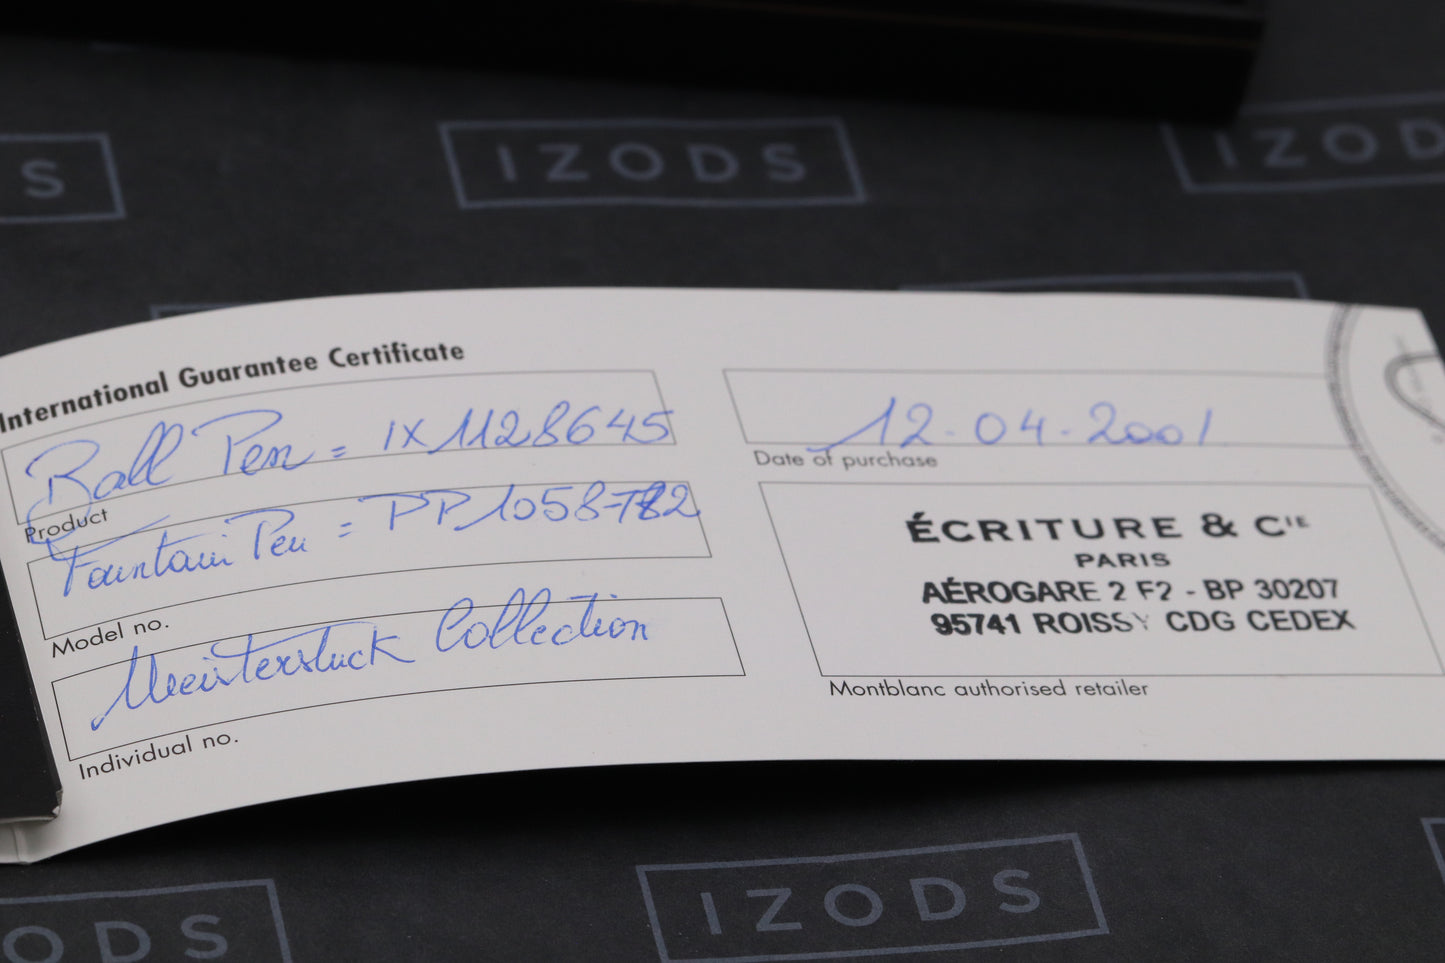 S
IZODS
IZODS
International Guarantee Certificate
Ball Pen = IX1128645
Product
Fountain Pen = PP1058782
Model no.
Meisterstuck Collection
Individual no.
12.04.2001
Date of purchase
ÉCRITURE & CIE
PARIS
AÉROGARE 2 F2 - BP 30207
95741 ROISSY CDG CEDEX
Montblanc authorised retailer
ODS
IZODS